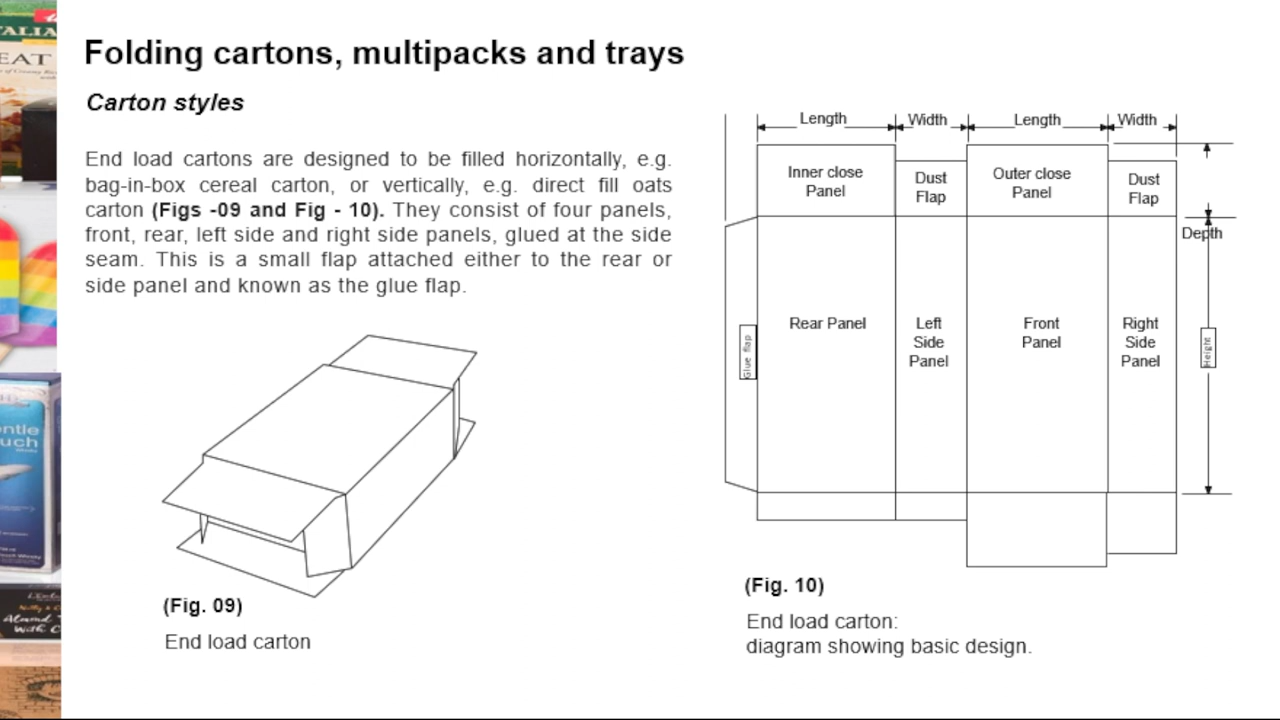 Folding cartons, multipacks and trays
Carton styles
End load cartons are designed to be filled horizontally, e.g.
bag-in-box cereal carton, or vertically, e.g. direct fill oats
carton (Figs -09 and Fig - 10). They consist of four panels,
front, rear, left side and right side panels, glued at the side
seam. This is a small flap attached either to the rear or
side panel and known as the glue flap.
(Fig. 09)
End load carton
Length
Width
Length
Width
Inner close
Panel
Dust
Flap
Outer close
Panel
Dust
Flap
Depth
Glue flap
Rear Panel
Left
Side
Panel
Front
Panel
Right
Side
Panel
Height
(Fig. 10)
End load carton:
diagram showing basic design.
EAT
Almond
With C